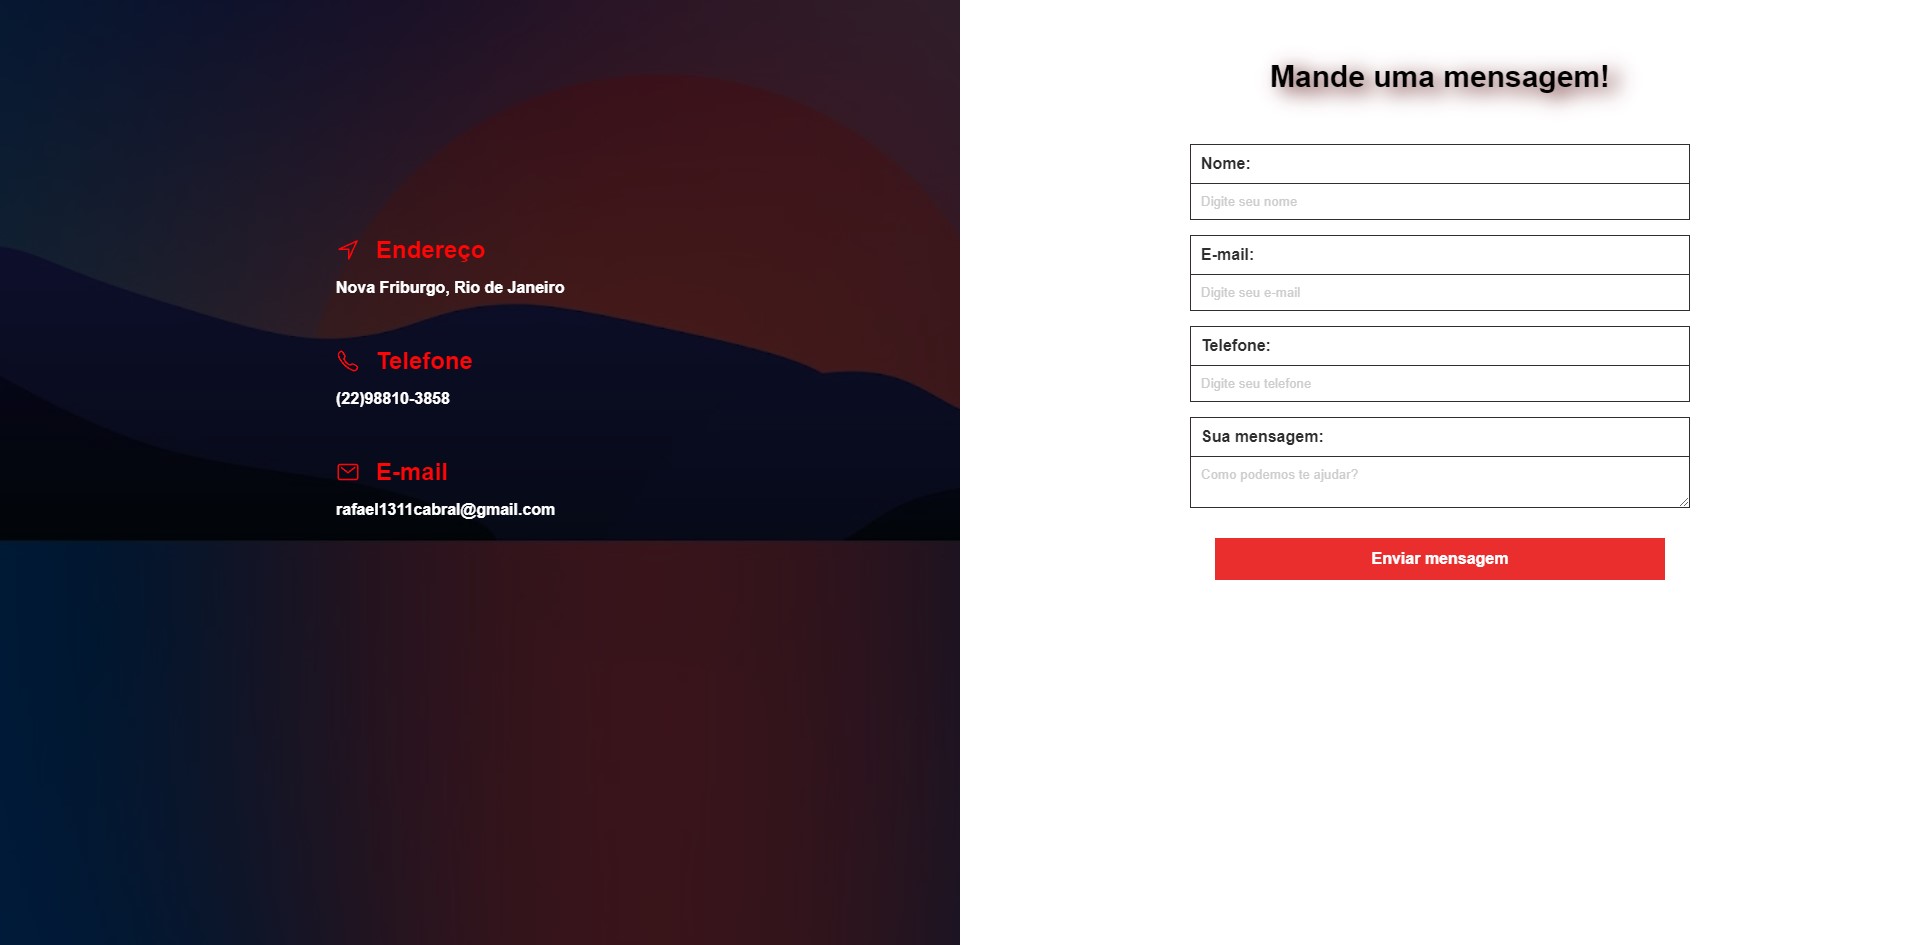 Endereço
Nova Friburgo, Rio de Janeiro
Telefone
(22)98810-3858
E-mail
rafael1311cabral@gmail.com
Mande uma mensagem!
Nome:
Digite seu nome
E-mail:
Digite seu e-mail
Telefone:
Digite seu telefone
Sua mensagem:
Como podemos te ajudar?
Enviar mensagem